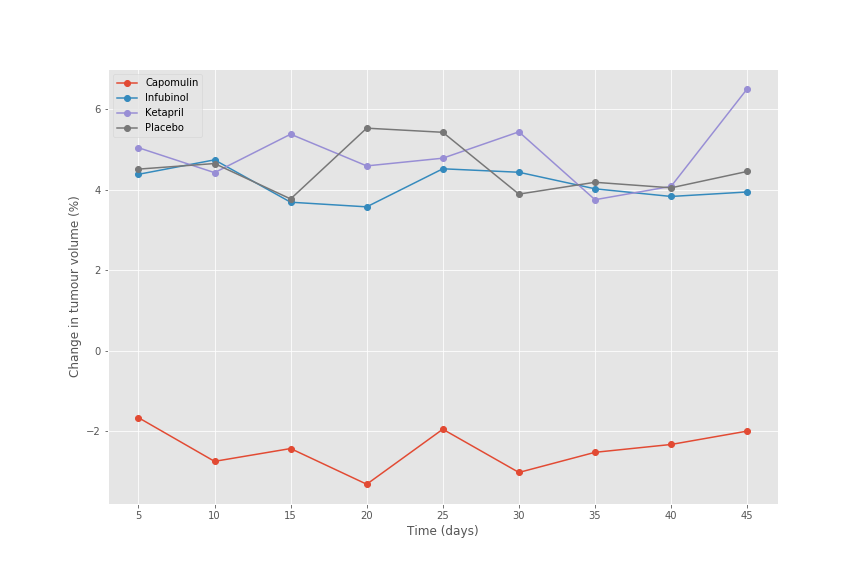 Capomulin
Infubinol
Ketapril
Placebo
6
4
2
0
−2
Change in tumour volume (%)
5 10 15 20 25 30 35 40 45
Time (days)